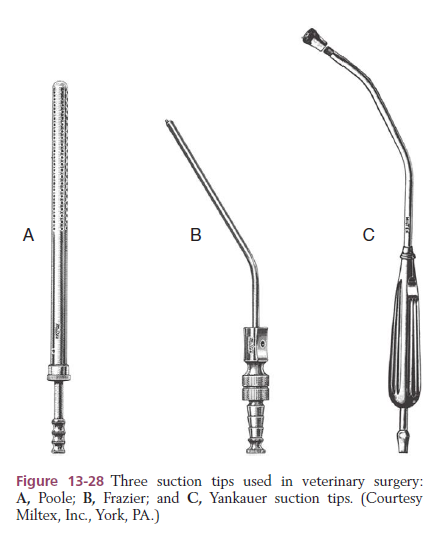 A
B
C
Figure 13-28 Three suction tips used in veterinary surgery:
A, Poole; B, Frazier; and C, Yankauer suction tips. (Courtesy
Miltex, Inc., York, PA.)